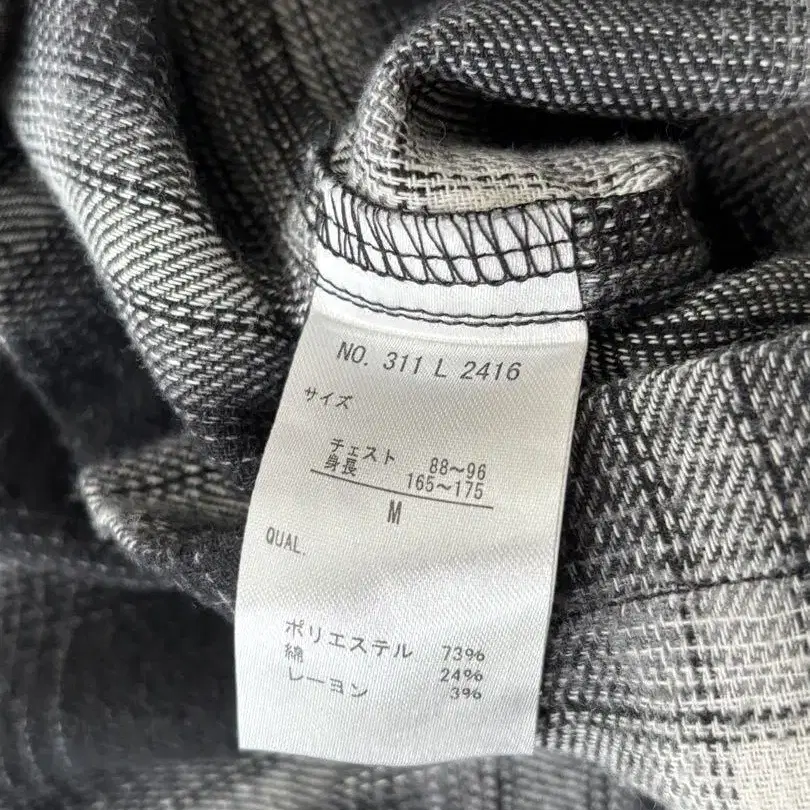 NO. 311 L 2416
サイズ
チェスト 88～96
身長 165～175
M
QUAL.
ポリエステル 73%
綿 24%
レーヨン 3%